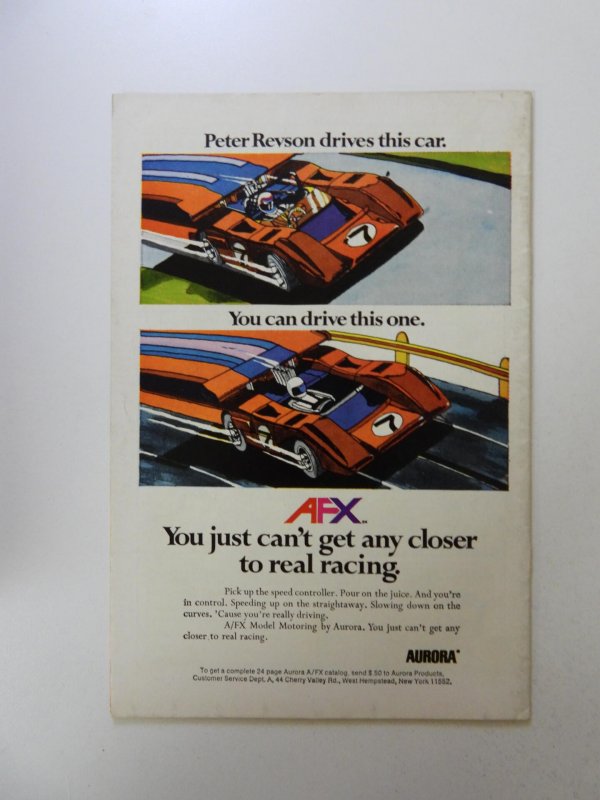 Peter Revson drives this car.
7
You can drive this one.
7
7
AFX™
You just can't get any closer
to real racing.
Pick up the speed controller. Pour on the juice. And you're
in control. Speeding up on the straightaway. Slowing down on the
curves. 'Cause you're really driving.
A/FX Model Motoring by Aurora. You just can't get any
closer to real racing.
AURORA®
To get a complete 24 page Aurora A/FX catalog, send $.50 to Aurora Products,
Customer Service Dept. A, 44 Cherry Valley Rd., West Hempstead, New York 11552.